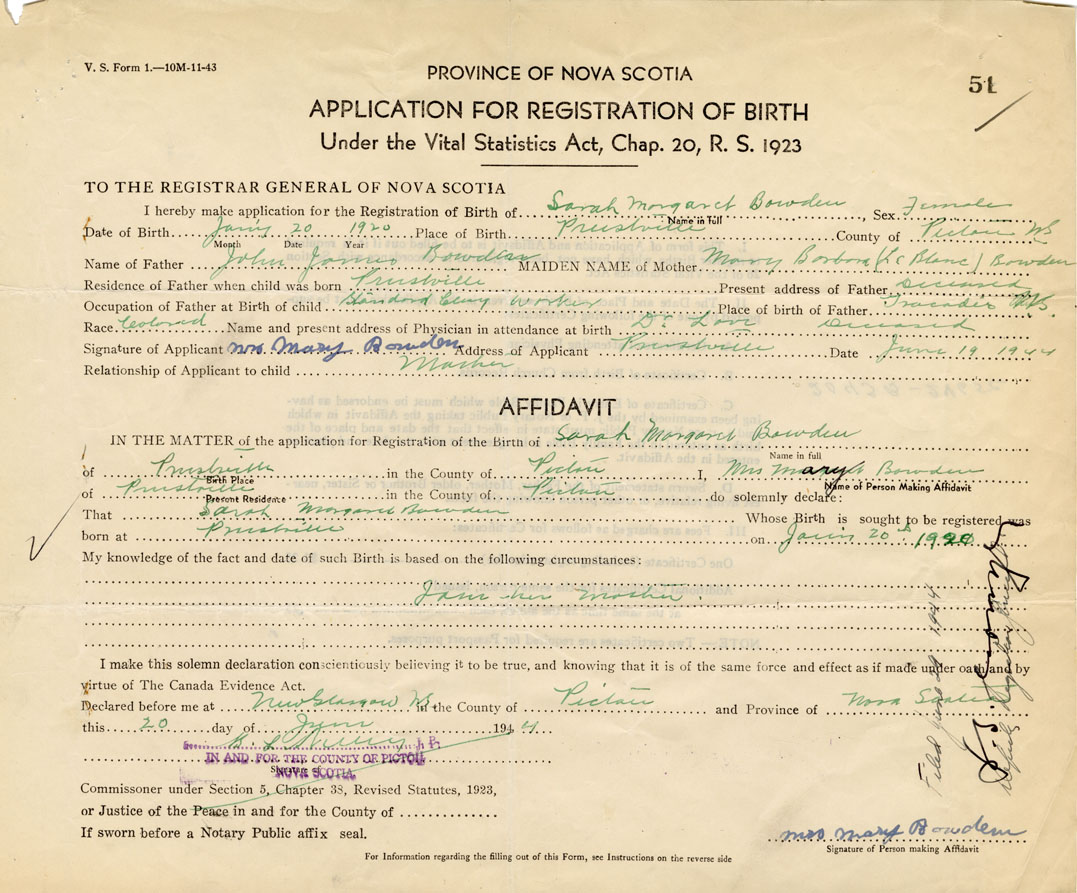 V. S. Form 1.—10M-11-43
PROVINCE OF NOVA SCOTIA
51
APPLICATION FOR REGISTRATION OF BIRTH
Under the Vital Statistics Act, Chap. 20, R. S. 1923
TO THE REGISTRAR GENERAL OF NOVA SCOTIA
I hereby make application for the Registration of Birth of Sarah Margaret Bowden, Sex Female
Name in full
Date of Birth 20 1920 Place of Birth County of Pictou NS
Month Date Year
Name of Father John James Bowden MAIDEN NAME of Mother Mary Barbara (Le Blanc) Bowden
Residence of Father when child was born Present address of Father Deceased
Occupation of Father at Birth of child Worker Place of birth of Father N.S.
Race Colorad Name and present address of Physician in attendance at birth Dr Love Deceased
Signature of Applicant Mrs Mary Bowden Address of Applicant Date June 19 1944
Relationship of Applicant to child Mother
AFFIDAVIT
IN THE MATTER of the application for Registration of the Birth of Sarah Margaret Bowden
Name in full
of in the County of Pictou I, Mrs Mary Bowden
Birth Place
Name of Person Making Affidavit
of in the County of Pictou do solemnly declare:
Present Residence
That Sarah Margaret Bowden Whose Birth is sought to be registered was
born at on 20 1920
My knowledge of the fact and date of such Birth is based on the following circumstances:
I am her Mother
I make this solemn declaration conscientiously believing it to be true, and knowing that it is of the same force and effect as if made under oath and by
virtue of The Canada Evidence Act.
Declared before me at New Glasgow NS in the County of Pictou and Province of Nova Scotia
this 20 day of June 1944
J P.
IN AND FOR THE COUNTY OF PICTOU
NOVA SCOTIA
Commissioner under Section 5, Chapter 38, Revised Statutes, 1923,
or Justice of the Peace in and for the County of
If sworn before a Notary Public affix seal.
Mrs Mary Bowden
Signature of Person making Affidavit
For Information regarding the filling out of this Form, see Instructions on the reverse side
Filed June 1944
Deputy Registrar General